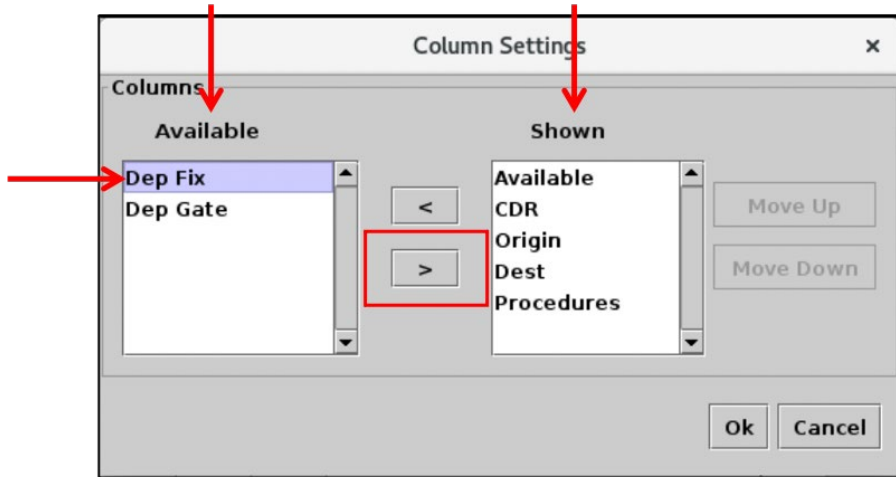 Column Settings ×
Columns
Available Shown
Dep Fix
Dep Gate
<
>
Available
CDR
Origin
Dest
Procedures
Move Up
Move Down
Ok Cancel